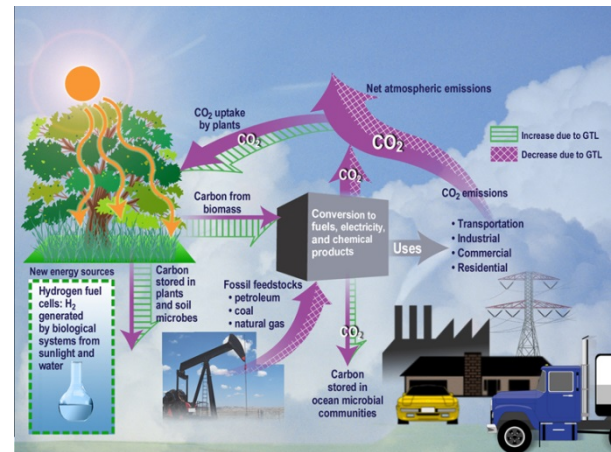 Net atmospheric emissions
CO2 uptake
by plants
CO2
CO2
CO2
Increase due to GTL
Decrease due to GTL
CO2 emissions
• Transportation
• Industrial
• Commercial
• Residential
Carbon from
biomass
Conversion to
fuels, electricity,
and chemical
products
Uses
New energy sources
Hydrogen fuel
cells: H2
generated
by biological
systems from
sunlight and
water
Carbon
stored in
plants
and soil
microbes
Fossil feedstocks
• petroleum
• coal
• natural gas
CO2
Carbon
stored in
ocean microbial
communities